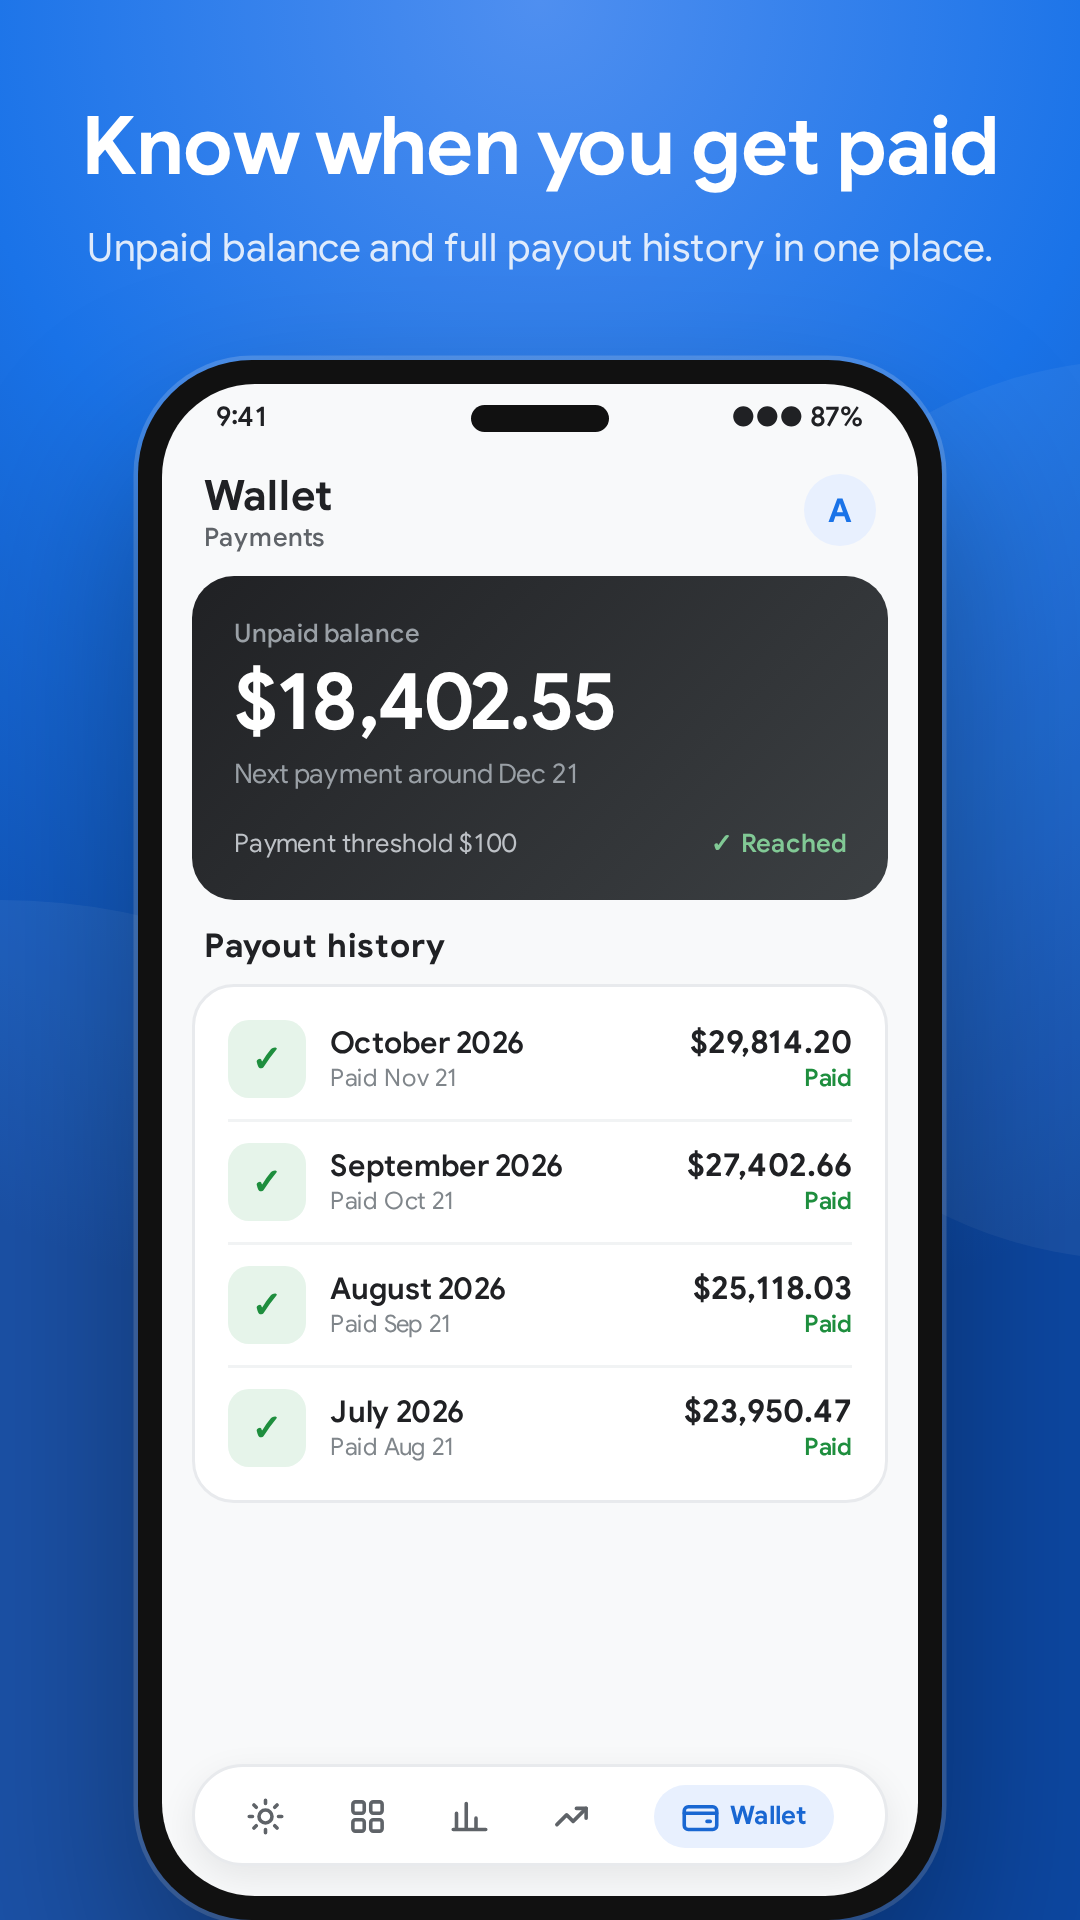 Know when you get paid
Unpaid balance and full payout history in one place.
9:41
87%
Wallet
Payments
A
Unpaid balance
$18,402.55
Next payment around Dec 21
Payment threshold $100
✓ Reached
Payout history
✓
October 2026
$29,814.20
Paid Nov 21
Paid
✓
September 2026
$27,402.66
Paid Oct 21
Paid
✓
August 2026
$25,118.03
Paid Sep 21
Paid
✓
July 2026
$23,950.47
Paid Aug 21
Paid
Wallet